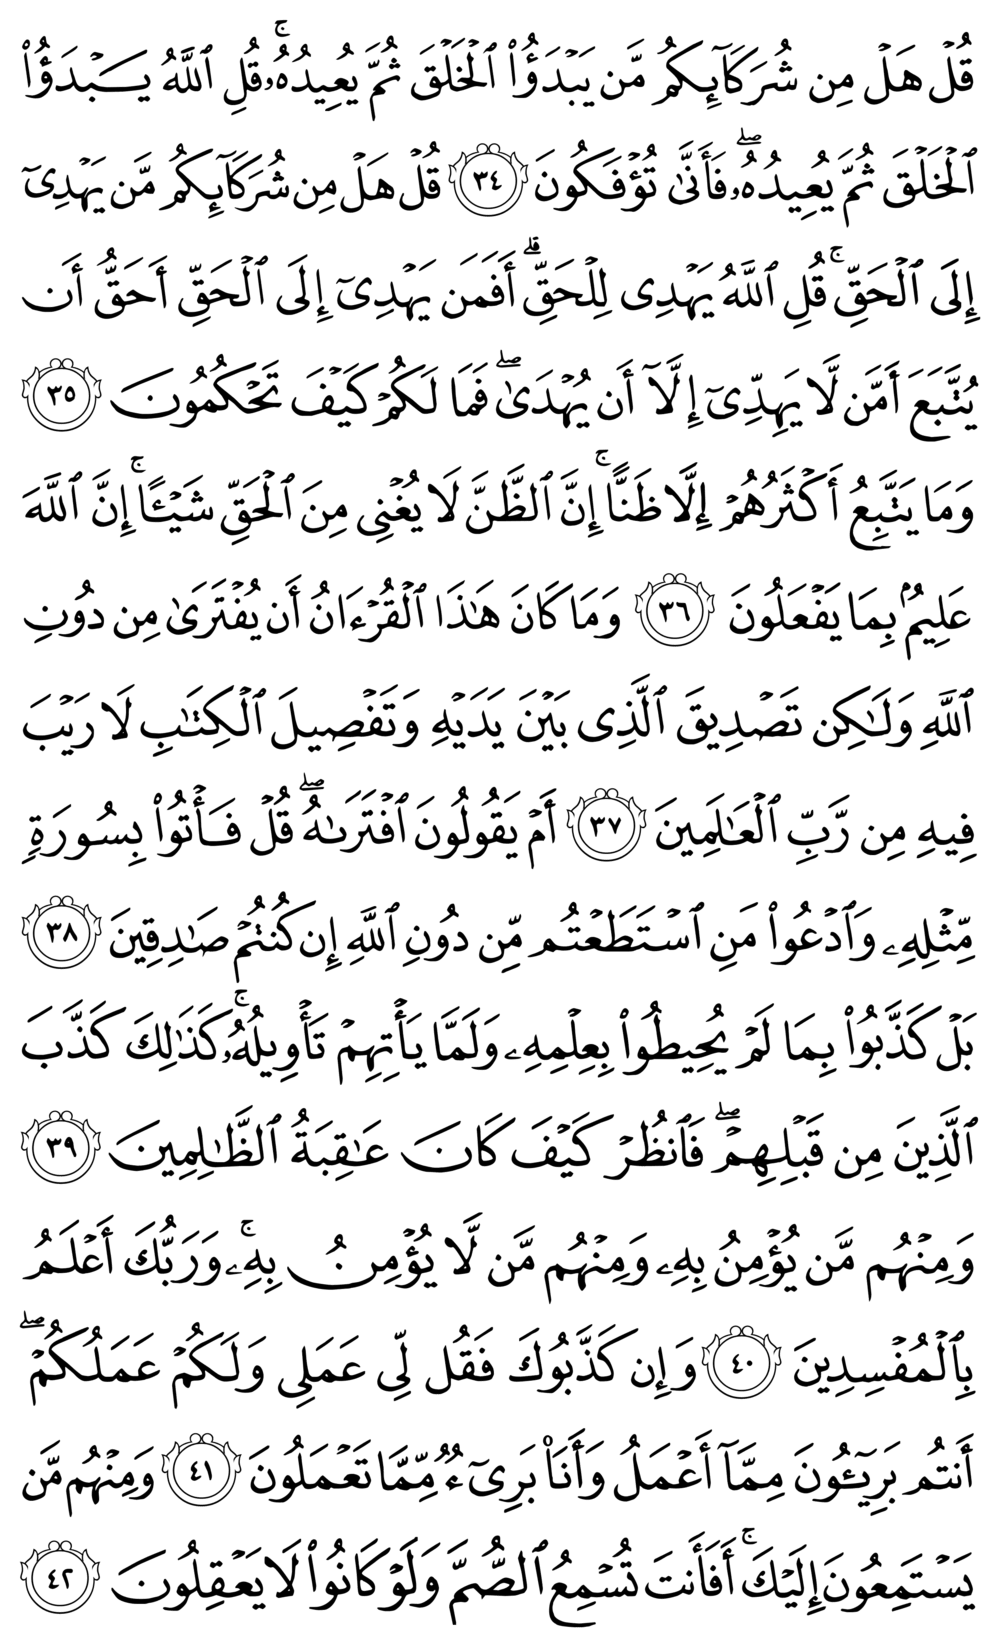 قُلۡ هَلۡ مِن شُرَكَآئِكُم مَّن يَبۡدَؤُاْ ٱلۡخَلۡقَ ثُمَّ يُعِيدُهُۥۚ قُلِ ٱللَّهُ يَبۡدَؤُاْ
ٱلۡخَلۡقَ ثُمَّ يُعِيدُهُۥۖ فَأَنَّىٰ تُؤۡفَكُونَ ٣٤ قُلۡ هَلۡ مِن شُرَكَآئِكُم مَّن يَهۡدِيٓ
إِلَى ٱلۡحَقِّۚ قُلِ ٱللَّهُ يَهۡدِي لِلۡحَقِّۗ أَفَمَن يَهۡدِيٓ إِلَى ٱلۡحَقِّ أَحَقُّ أَن
يُتَّبَعَ أَمَّن لَّا يَهِدِّيٓ إِلَّآ أَن يُهۡدَىٰۖ فَمَا لَكُمۡ كَيۡفَ تَحۡكُمُونَ ٣٥
وَمَا يَتَّبِعُ أَكۡثَرُهُمۡ إِلَّا ظَنًّاۚ إِنَّ ٱلظَّنَّ لَا يُغۡنِي مِنَ ٱلۡحَقِّ شَيۡـًٔاۚ إِنَّ ٱللَّهَ
عَلِيمُۢ بِمَا يَفۡعَلُونَ ٣٦ وَمَا كَانَ هَٰذَا ٱلۡقُرۡءَانُ أَن يُفۡتَرَىٰ مِن دُونِ
ٱللَّهِ وَلَٰكِن تَصۡدِيقَ ٱلَّذِي بَيۡنَ يَدَيۡهِ وَتَفۡصِيلَ ٱلۡكِتَٰبِ لَا رَيۡبَ
فِيهِ مِن رَّبِّ ٱلۡعَٰلَمِينَ ٣٧ أَمۡ يَقُولُونَ ٱفۡتَرَىٰهُۖ قُلۡ فَأۡتُواْ بِسُورَةٖ
مِّثۡلِهِۦ وَٱدۡعُواْ مَنِ ٱسۡتَطَعۡتُم مِّن دُونِ ٱللَّهِ إِن كُنتُمۡ صَٰدِقِينَ ٣٨
بَلۡ كَذَّبُواْ بِمَا لَمۡ يُحِيطُواْ بِعِلۡمِهِۦ وَلَمَّا يَأۡتِهِمۡ تَأۡوِيلُهُۥۚ كَذَٰلِكَ كَذَّبَ
ٱلَّذِينَ مِن قَبۡلِهِمۡۖ فَٱنظُرۡ كَيۡفَ كَانَ عَٰقِبَةُ ٱلظَّٰلِمِينَ ٣٩
وَمِنۡهُم مَّن يُؤۡمِنُ بِهِۦ وَمِنۡهُم مَّن لَّا يُؤۡمِنُ بِهِۦۚ وَرَبُّكَ أَعۡلَمُ
بِٱلۡمُفۡسِدِينَ ٤٠ وَإِن كَذَّبُوكَ فَقُل لِّي عَمَلِي وَلَكُمۡ عَمَلُكُمۡۖ
أَنتُم بَرِيٓـُٔونَ مِمَّآ أَعۡمَلُ وَأَنَا۠ بَرِيٓءٞ مِّمَّا تَعۡمَلُونَ ٤١ وَمِنۡهُم مَّن
يَسۡتَمِعُونَ إِلَيۡكَۚ أَفَأَنتَ تُسۡمِعُ ٱلصُّمَّ وَلَوۡ كَانُواْ لَا يَعۡقِلُونَ ٤٢